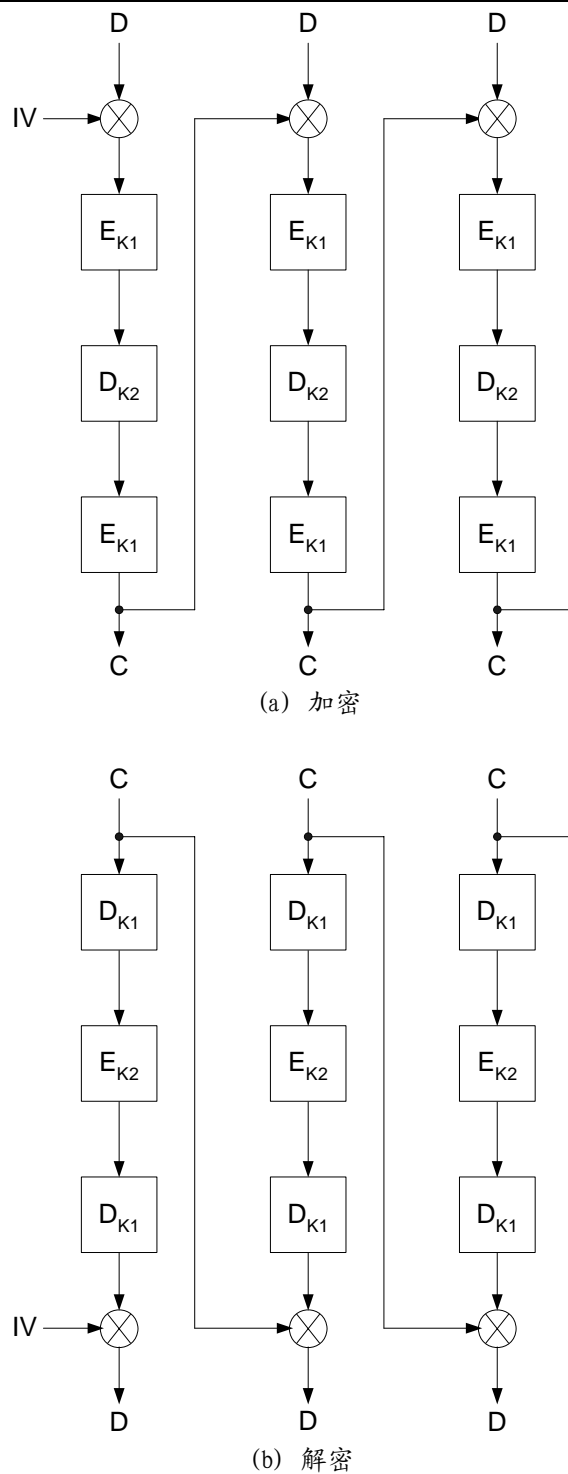 D D D
IV
E_K1 E_K1 E_K1
D_K2 D_K2 D_K2
E_K1 E_K1 E_K1
C C C
(a) 加密
C C C
D_K1 D_K1 D_K1
E_K2 E_K2 E_K2
D_K1 D_K1 D_K1
IV
D D D
(b) 解密